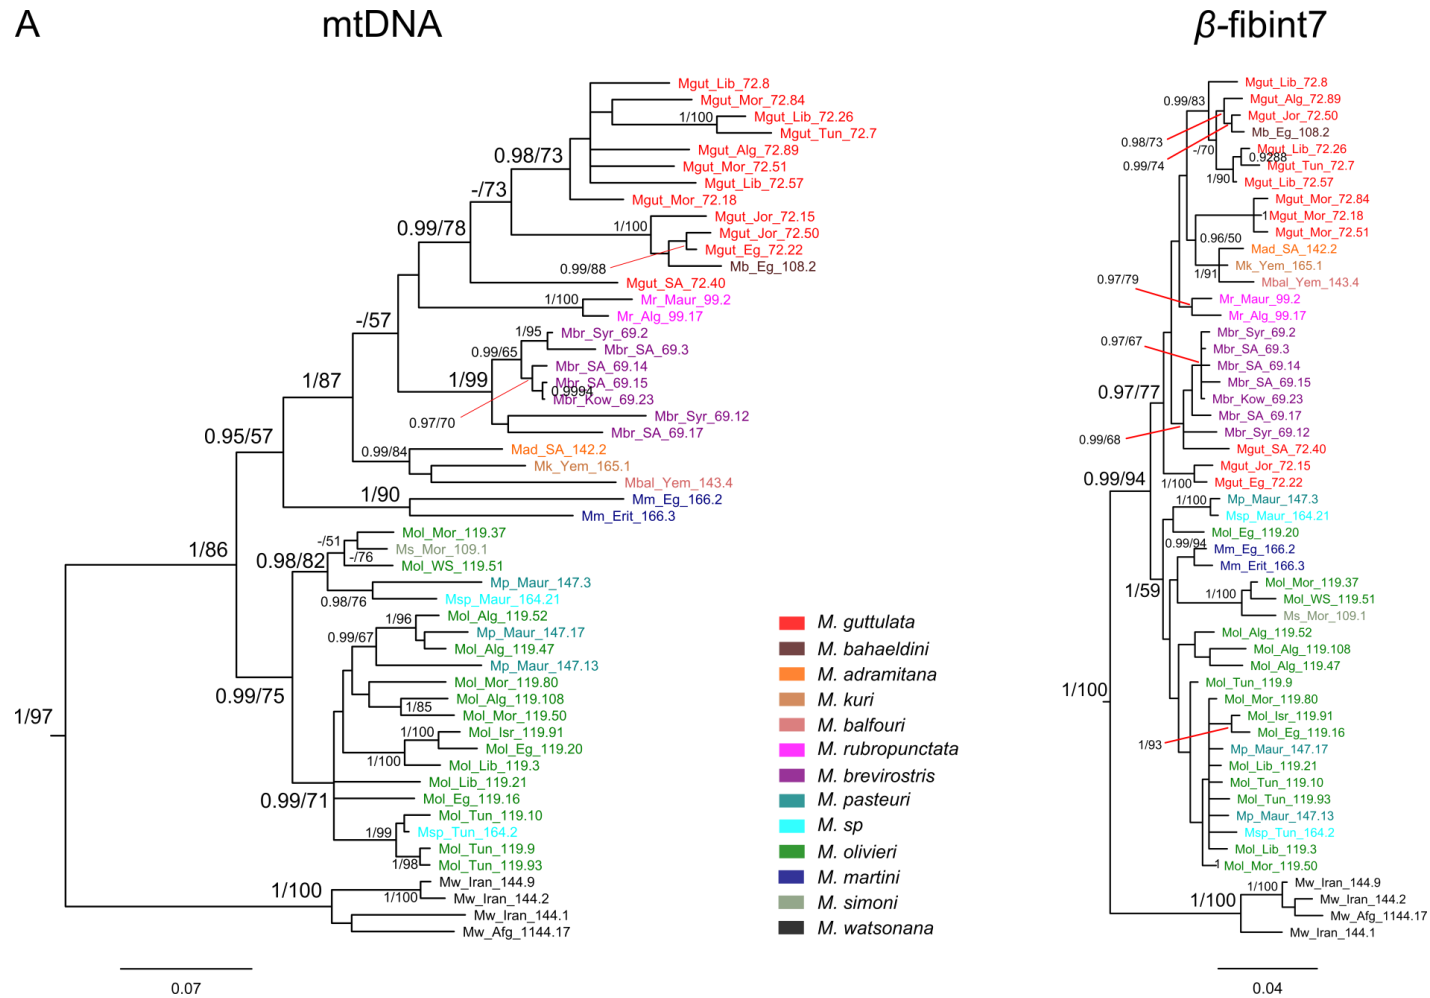 A
mtDNA
β-fibint7
Mgut_Lib_72.8
Mgut_Mor_72.84
1/100
Mgut_Lib_72.26
Mgut_Tun_72.7
0.98/73
Mgut_Alg_72.89
Mgut_Mor_72.51
Mgut_Lib_72.57
-/73
Mgut_Mor_72.18
0.99/78
1/100
Mgut_Jor_72.15
Mgut_Jor_72.50
Mgut_Eg_72.22
0.99/88
Mb_Eg_108.2
Mgut_SA_72.40
1/100
Mr_Maur_99.2
Mr_Alg_99.17
-/57
1/95
Mbr_Syr_69.2
0.99/65
Mbr_SA_69.3
Mbr_SA_69.14
1/87
1/99
Mbr_SA_69.15
0.9994
Mbr_Kow_69.23
0.97/70
Mbr_Syr_69.12
Mbr_SA_69.17
0.95/57
0.99/84
Mad_SA_142.2
Mk_Yem_165.1
Mbal_Yem_143.4
1/90
Mm_Eg_166.2
Mm_Erit_166.3
1/86
Mol_Mor_119.37
-/51
Ms_Mor_109.1
-/76
0.98/82
Mol_WS_119.51
Mp_Maur_147.3
0.98/76
Msp_Maur_164.21
1/96
Mol_Alg_119.52
0.99/67
Mp_Maur_147.17
Mol_Alg_119.47
Mp_Maur_147.13
0.99/75
Mol_Mor_119.80
Mol_Alg_119.108
1/85
Mol_Mor_119.50
1/97
1/100
Mol_Isr_119.91
Mol_Eg_119.20
1/100
Mol_Lib_119.3
Mol_Lib_119.21
0.99/71
Mol_Eg_119.16
Mol_Tun_119.10
1/99
Msp_Tun_164.2
Mol_Tun_119.9
1/98
Mol_Tun_119.93
1/100
Mw_Iran_144.9
1/100
Mw_Iran_144.2
Mw_Iran_144.1
Mw_Afg_1144.17
0.07
M. guttulata
M. bahaeldini
M. adramitana
M. kuri
M. balfouri
M. rubropunctata
M. brevirostris
M. pasteuri
M. sp
M. olivieri
M. martini
M. simoni
M. watsonana
Mgut_Lib_72.8
0.99/83
Mgut_Alg_72.89
Mgut_Jor_72.50
0.98/73
Mb_Eg_108.2
-/70
Mgut_Lib_72.26
0.9288
0.99/74
Mgut_Tun_72.7
1/90
Mgut_Lib_72.57
Mgut_Mor_72.84
1
Mgut_Mor_72.18
Mgut_Mor_72.51
0.96/50
Mad_SA_142.2
Mk_Yem_165.1
1/91
Mbal_Yem_143.4
0.97/79
Mr_Maur_99.2
Mr_Alg_99.17
Mbr_Syr_69.2
0.97/67
Mbr_SA_69.3
Mbr_SA_69.14
Mbr_SA_69.15
0.97/77
Mbr_Kow_69.23
Mbr_SA_69.17
Mbr_Syr_69.12
0.99/68
Mgut_SA_72.40
Mgut_Jor_72.15
0.99/94
1/100
Mgut_Eg_72.22
1/100
Mp_Maur_147.3
Msp_Maur_164.21
Mol_Eg_119.20
0.99/94
Mm_Eg_166.2
Mm_Erit_166.3
Mol_Mor_119.37
1/59
1/100
Mol_WS_119.51
Ms_Mor_109.1
Mol_Alg_119.52
Mol_Alg_119.108
Mol_Alg_119.47
1/100
Mol_Tun_119.9
Mol_Mor_119.80
Mol_Isr_119.91
Mol_Eg_119.16
1/93
Mp_Maur_147.17
Mol_Lib_119.21
Mol_Tun_119.10
Mol_Tun_119.93
Mp_Maur_147.13
Msp_Tun_164.2
Mol_Lib_119.3
1
Mol_Mor_119.50
1/100
Mw_Iran_144.9
1/100
Mw_Iran_144.2
Mw_Afg_1144.17
Mw_Iran_144.1
0.04